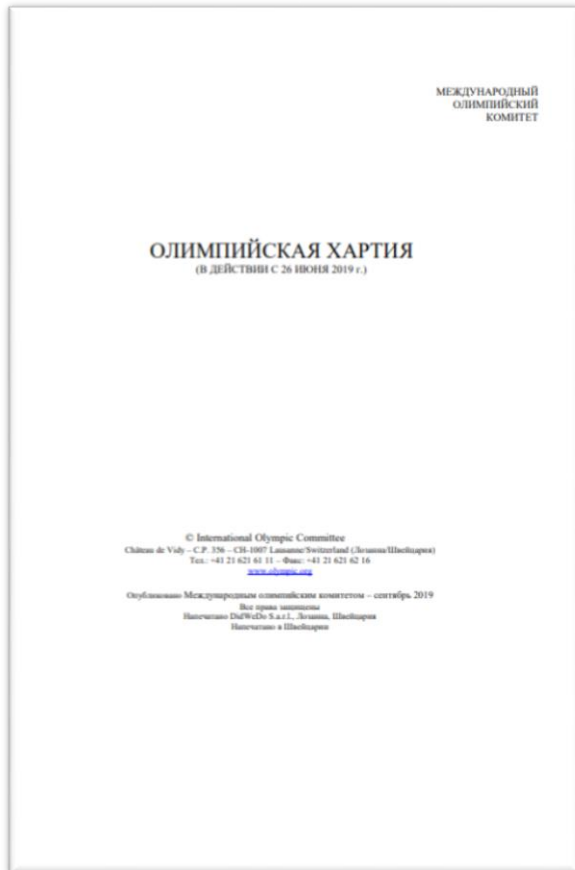 МЕЖДУНАРОДНЫЙ
ОЛИМПИЙСКИЙ
КОМИТЕТ
ОЛИМПИЙСКАЯ ХАРТИЯ
(В ДЕЙСТВИИ С 26 ИЮНЯ 2019 г.)
© International Olympic Committee
Château de Vidy – C.P. 356 – CH-1007 Lausanne/Switzerland (Лозанна/Швейцария)
Тел.: +41 21 621 61 11 – Факс: +41 21 621 62 16
www.olympic.org
Опубликовано Международным олимпийским комитетом – сентябрь 2019
Все права защищены
Напечатано DidWeDo S.a.r.l., Лозанна, Швейцария
Напечатано в Швейцарии